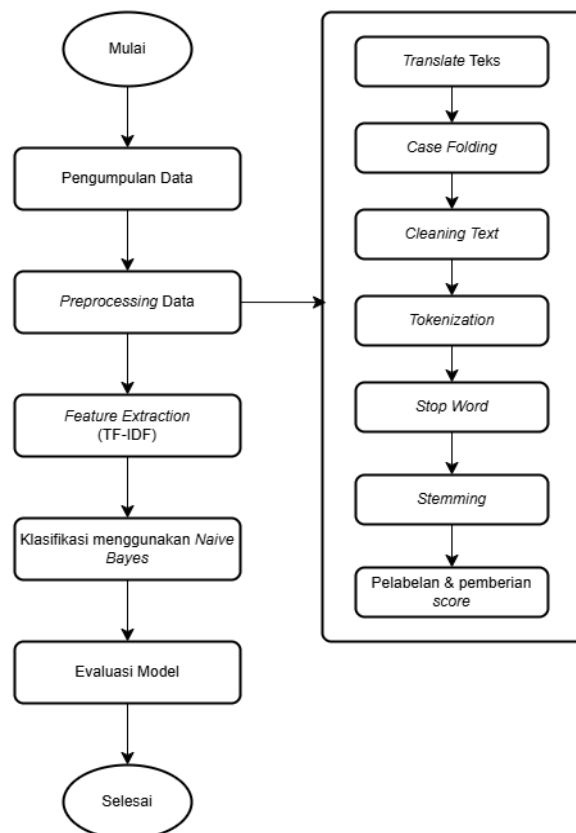 Mulai
Pengumpulan Data
Preprocessing Data
Feature Extraction
(TF-IDF)
Klasifikasi menggunakan Naive
Bayes
Evaluasi Model
Selesai
Translate Teks
Case Folding
Cleaning Text
Tokenization
Stop Word
Stemming
Pelabelan & pemberian
score